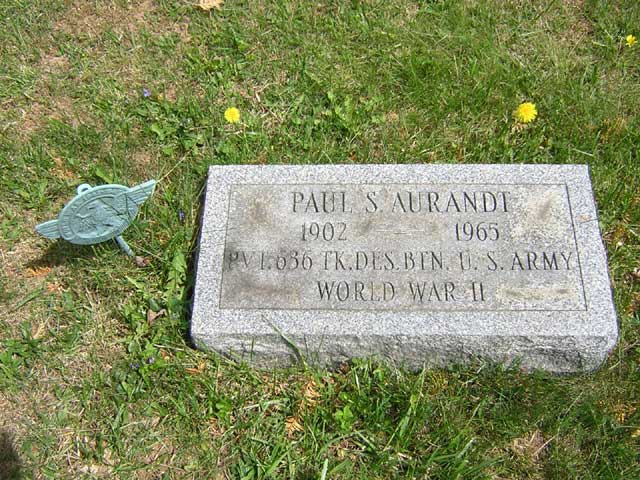 PAUL S. AURANDT
1902 — 1965
PVT. 636 TK. DES. BTN. U. S. ARMY
WORLD WAR II